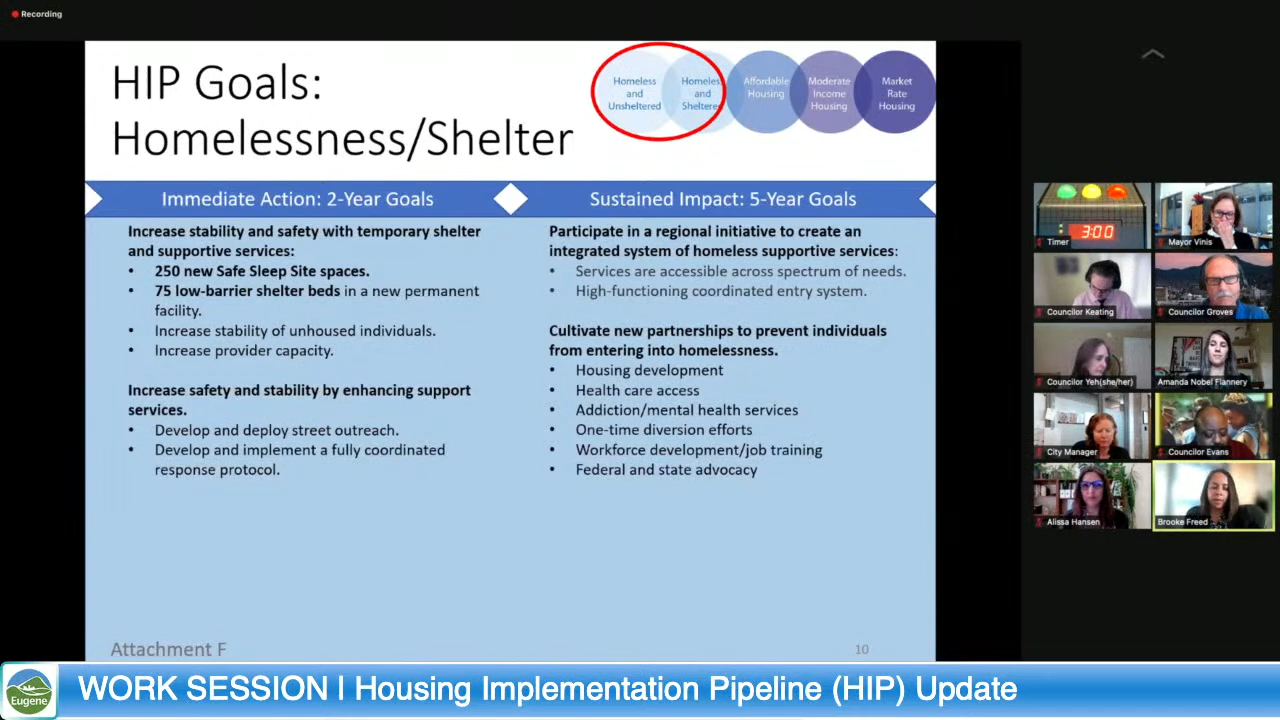 Recording
HIP Goals:
Homelessness/Shelter
Homeless
and
Unsheltered
Homeless
and
Sheltered
Affordable
Housing
Moderate
Income
Housing
Market
Rate
Housing
Immediate Action: 2-Year Goals
Sustained Impact: 5-Year Goals
Increase stability and safety with temporary shelter
and supportive services:
• 250 new Safe Sleep Site spaces.
• 75 low-barrier shelter beds in a new permanent
facility.
• Increase stability of unhoused individuals.
• Increase provider capacity.
Increase safety and stability by enhancing support
services.
• Develop and deploy street outreach.
• Develop and implement a fully coordinated
response protocol.
Participate in a regional initiative to create an
integrated system of homeless supportive services:
• Services are accessible across spectrum of needs.
• High-functioning coordinated entry system.
Cultivate new partnerships to prevent individuals
from entering into homelessness.
• Housing development
• Health care access
• Addiction/mental health services
• One-time diversion efforts
• Workforce development/job training
• Federal and state advocacy
Attachment F
10
3:00
Timer
Mayor Vinis
Councilor Keating
Councilor Groves
Councilor Yeh(she/her)
Amanda Nobel Flannery
City Manager
Councilor Evans
Alissa Hansen
Brooke Freed
Eugene
WORK SESSION | Housing Implementation Pipeline (HIP) Update